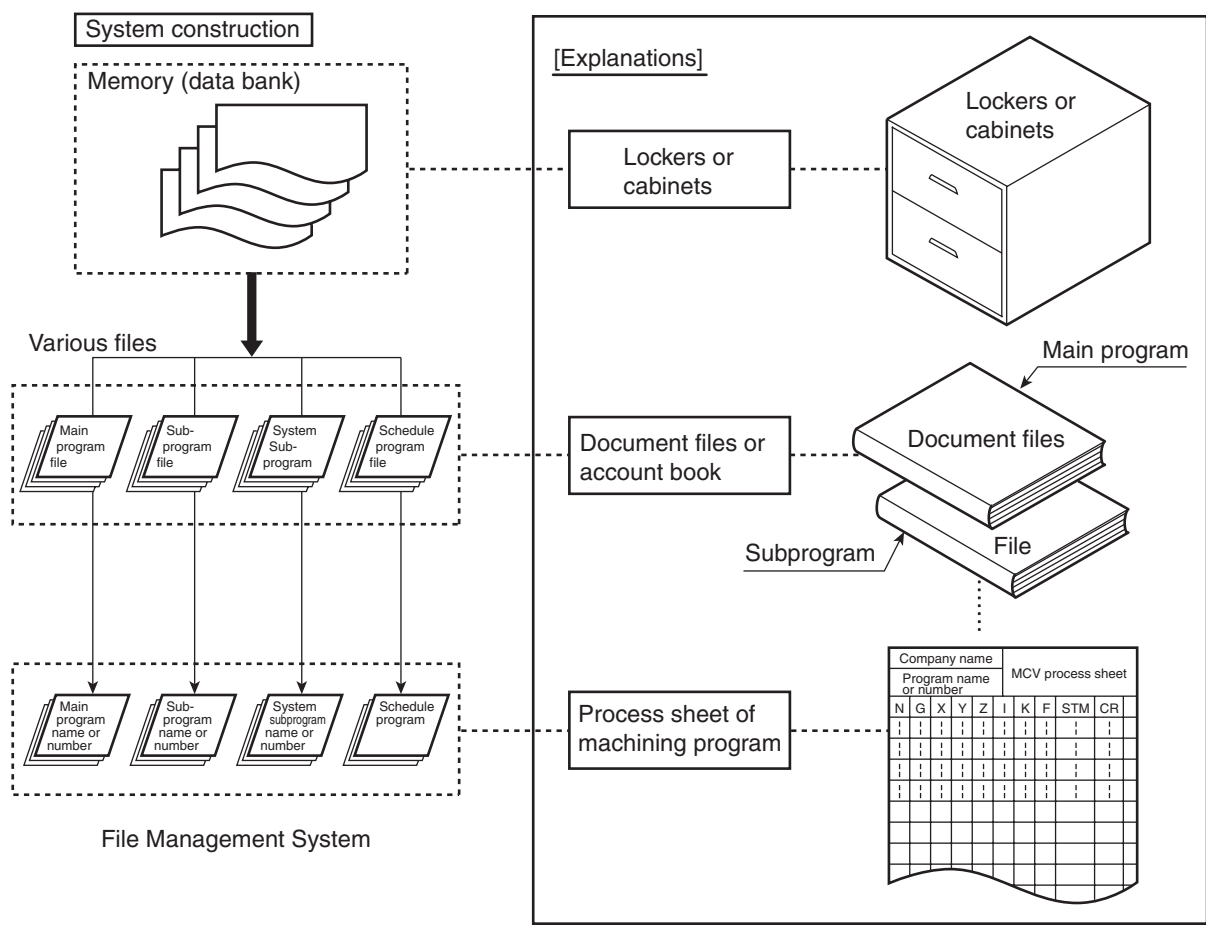 System construction
Memory (data bank)
Various files
Main
program
file
Sub-
program
file
System
Sub-
program
Schedule
program
file
Main
program
name or
number
Sub-
program
name or
number
System
subprogram
name or
number
Schedule
program
File Management System
[Explanations]
Lockers or
cabinets
Lockers or
cabinets
Main program
Document files or
account book
Document files
Subprogram
File
Process sheet of
machining program
Company name
MCV process sheet
Program name
or number
N G X Y Z I K F STM CR